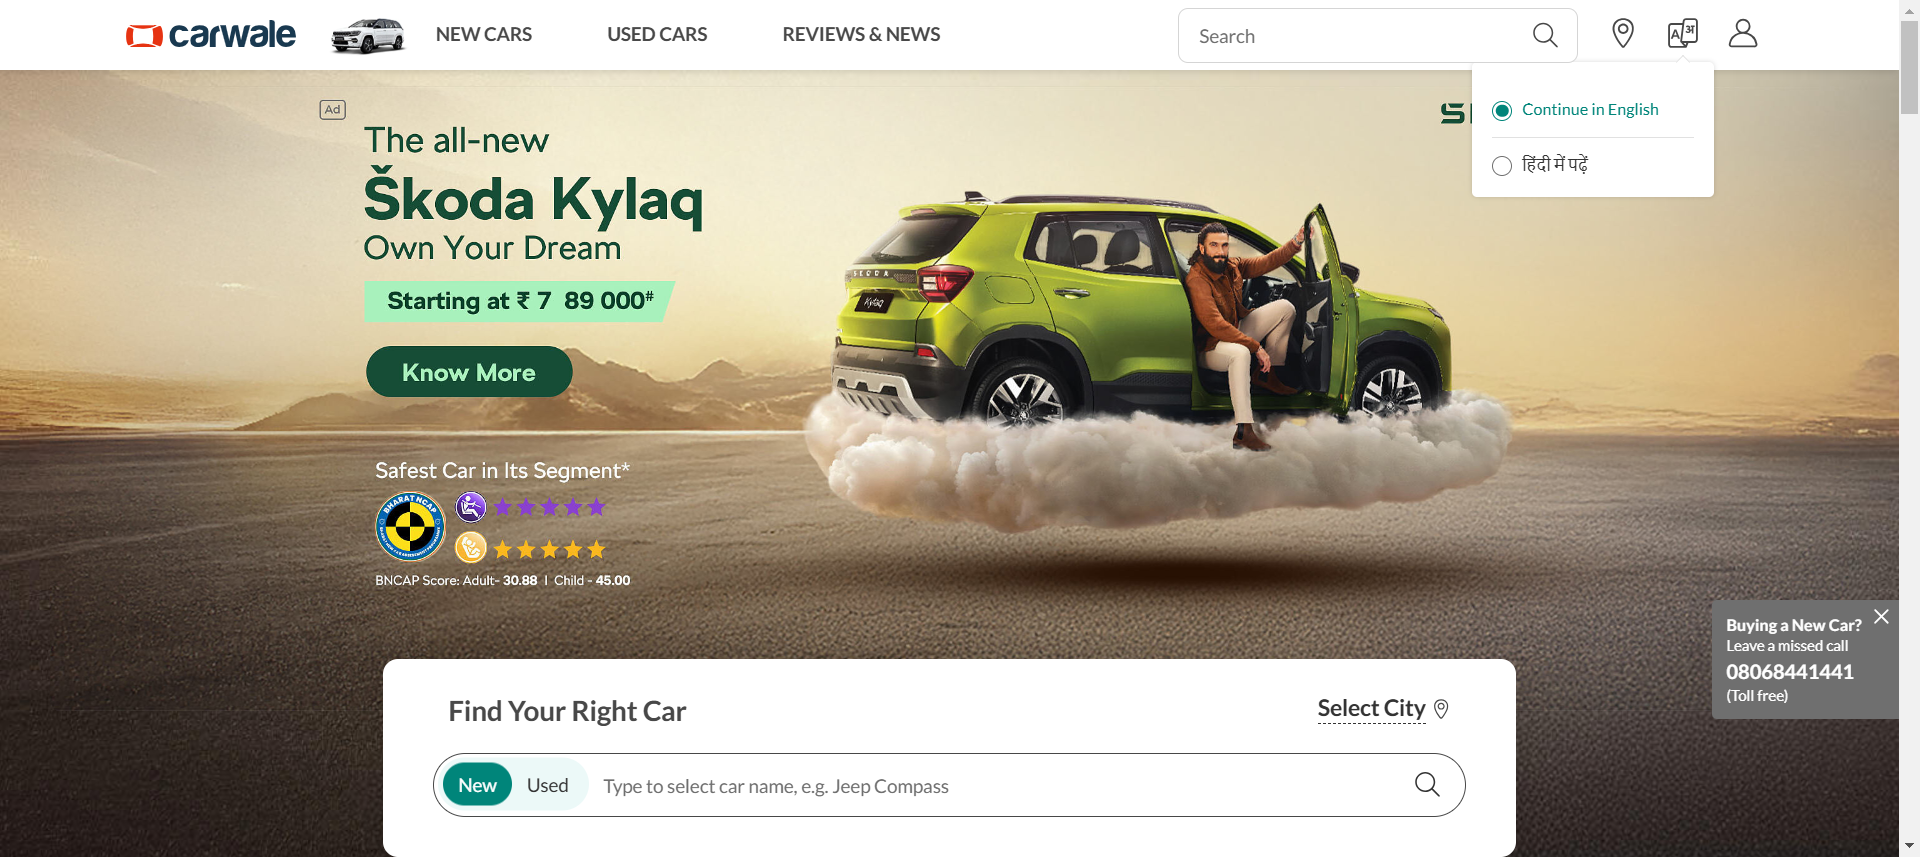 carwale
NEW CARS
USED CARS
REVIEWS & NEWS
Search
Continue in English
हिंदी में पढ़ें
Ad
The all-new
Škoda Kylaq
Own Your Dream
Starting at ₹ 7 89 000#
Know More
SKODA
Kylaq
Safest Car in Its Segment*
BHARAT NCAP
BNCAP Score: Adult- 30.88 | Child - 45.00
Buying a New Car?
Leave a missed call
08068441441
(Toll free)
Find Your Right Car
Select City
New
Used
Type to select car name, e.g. Jeep Compass